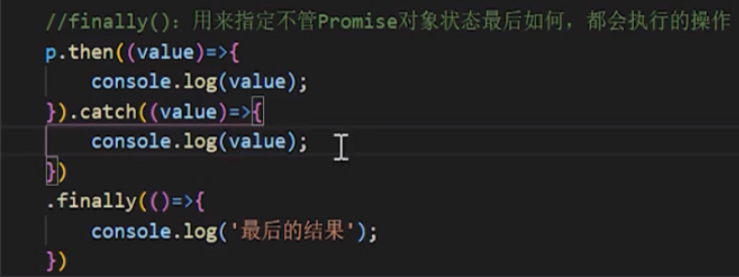 //finally()：用来指定不管Promise对象状态最后如何，都会执行的操作
p.then((value)=>{
    console.log(value);
}).catch((value)=>{
    console.log(value);
})
.finally(()=>{
    console.log('最后的结果');
})